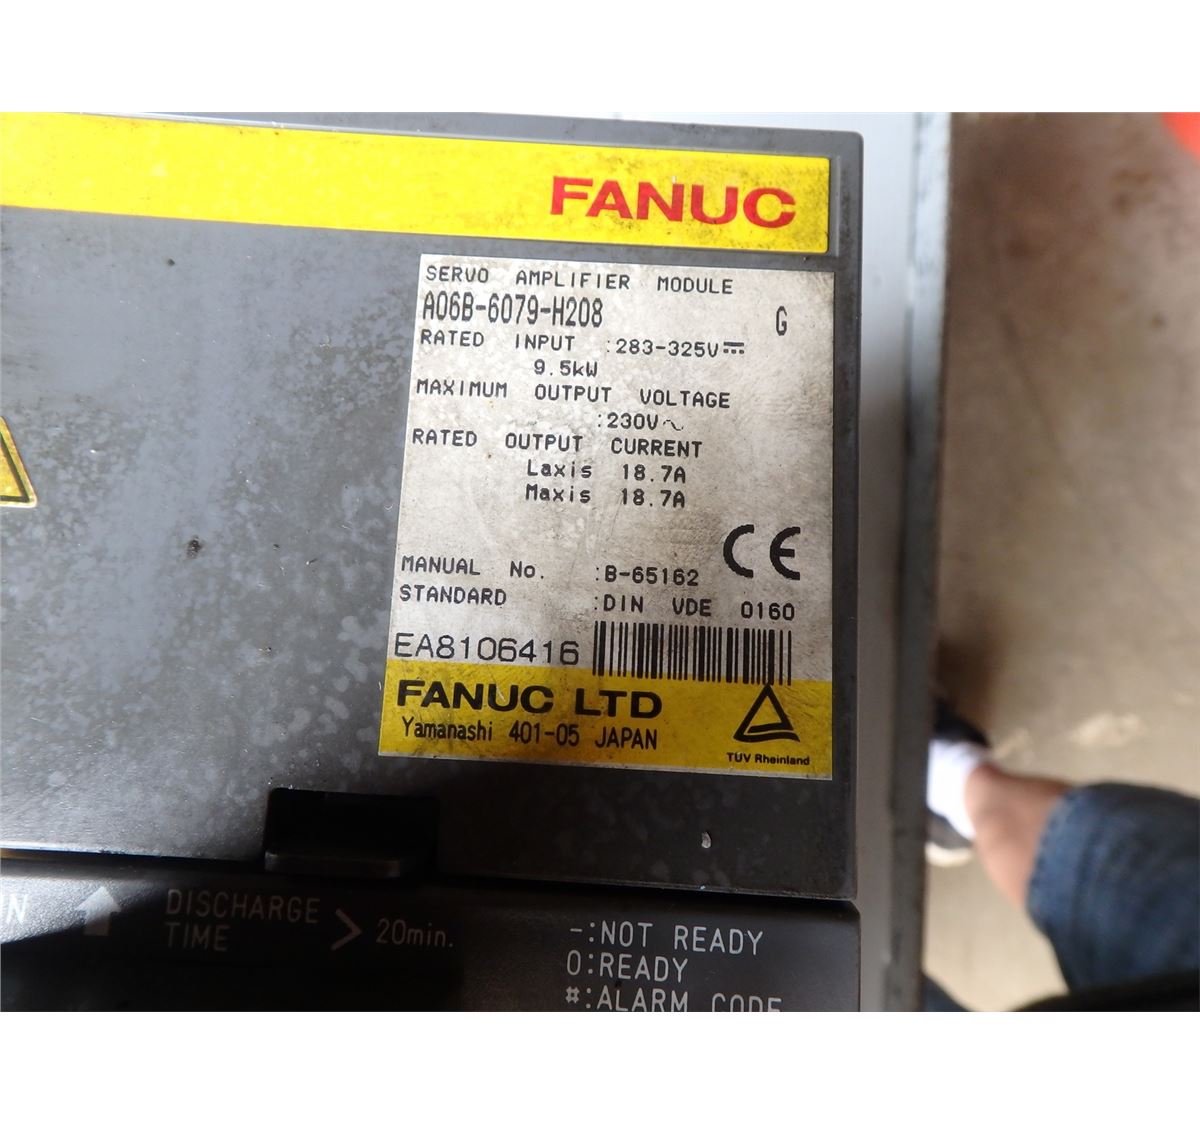 FANUC
SERVO AMPLIFIER MODULE
A06B-6079-H208
G
RATED INPUT :283-325V⎓
9.5kW
MAXIMUM OUTPUT VOLTAGE
:230V~
RATED OUTPUT CURRENT
Laxis 18.7A
Maxis 18.7A
CE
MANUAL No. :B-65162
STANDARD :DIN VDE 0160
EA8106416
FANUC LTD
Yamanashi 401-05 JAPAN
TÜV Rheinland
DISCHARGE
TIME
> 20min.
-:NOT READY
0:READY
#:ALARM CODE